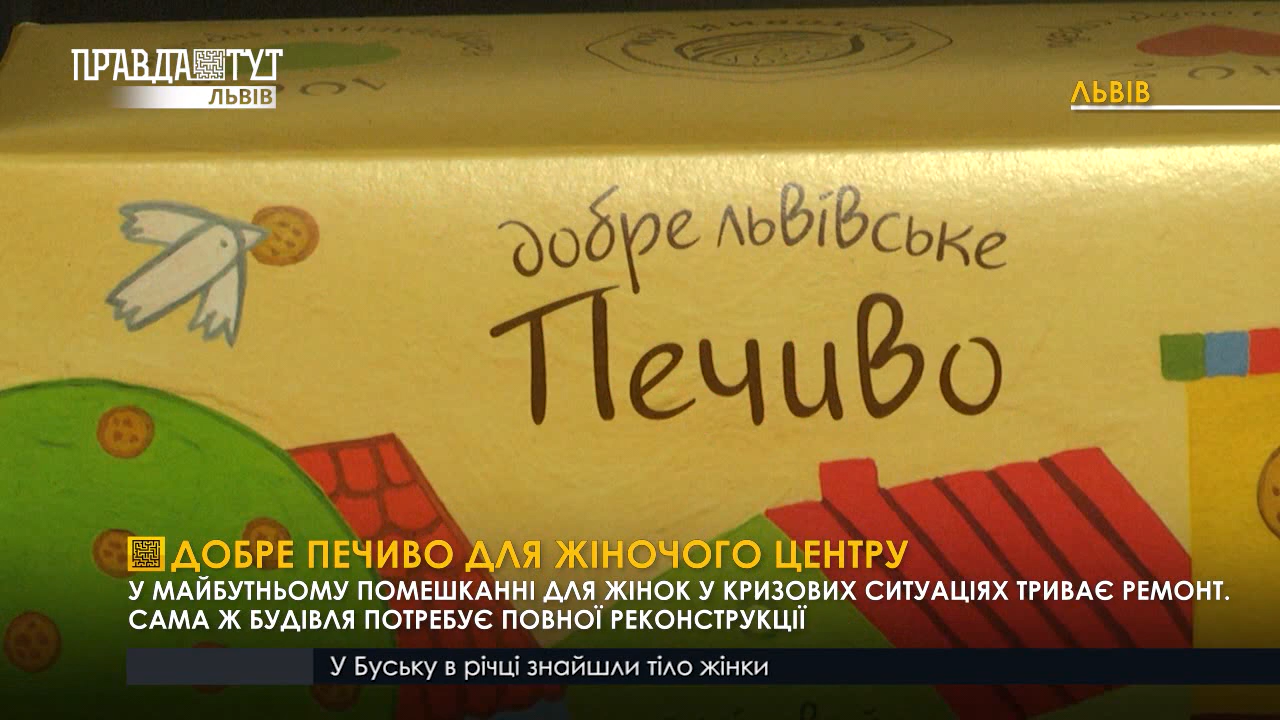 ПРАВДА ТУТ
ЛЬВІВ
ЛЬВІВ
добре львівське
Печиво
ДОБРЕ ПЕЧИВО ДЛЯ ЖІНОЧОГО ЦЕНТРУ
У МАЙБУТНЬОМУ ПОМЕШКАННІ ДЛЯ ЖІНОК У КРИЗОВИХ СИТУАЦІЯХ ТРИВАЄ РЕМОНТ.
САМА Ж БУДІВЛЯ ПОТРЕБУЄ ПОВНОЇ РЕКОНСТРУКЦІЇ
У Буську в річці знайшли тіло жінки